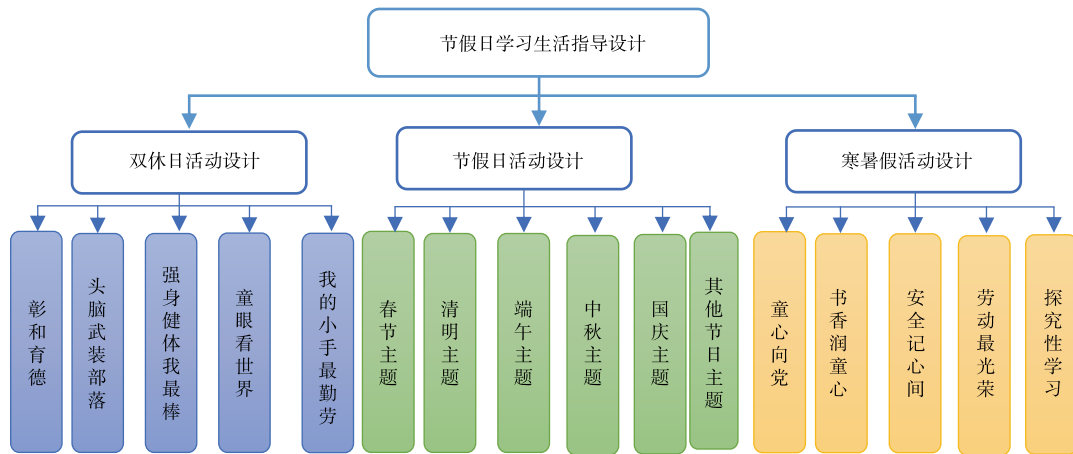 节假日学习生活指导设计
双休日活动设计
节假日活动设计
寒暑假活动设计
彰和育德
头脑武装部落
强身健体我最棒
童眼看世界
我的小手最勤劳
春节主题
清明主题
端午主题
中秋主题
国庆主题
其他节日主题
童心向党
书香润童心
安全记心间
劳动最光荣
探究性学习